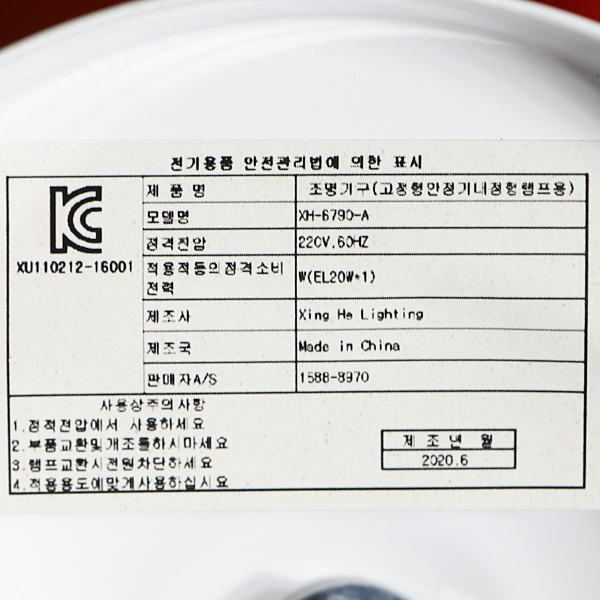 전기용품 안전관리법에 의한 표시
KC
XU110212-16001
제 품 명 조명기구(고정형안정기내정형램프용)
모델명 XH-6790-A
정격진압 220V.60HZ
적용적동의정격소비전력 W(EL20W*1)
제조사 Xing He Lighting
제조국 Made in China
판매자A/S 1588-8970
사용상주의사항
1.정적전압에서 사용하세요
2.부품교환및개조를하시마세요
3.램프교환시전원차단하세요
4.적용용도에맞게사용하십시요
제 조 년 월
2020.6